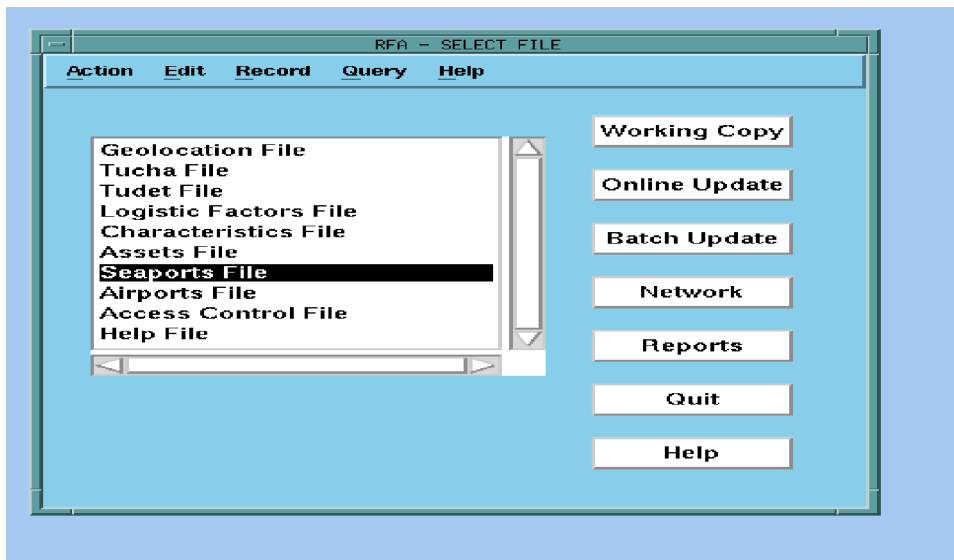 RFA - SELECT FILE
Action Edit Record Query Help
Geolocation File
Tucha File
Tudet File
Logistic Factors File
Characteristics File
Assets File
Seaports File
Airports File
Access Control File
Help File
Working Copy
Online Update
Batch Update
Network
Reports
Quit
Help